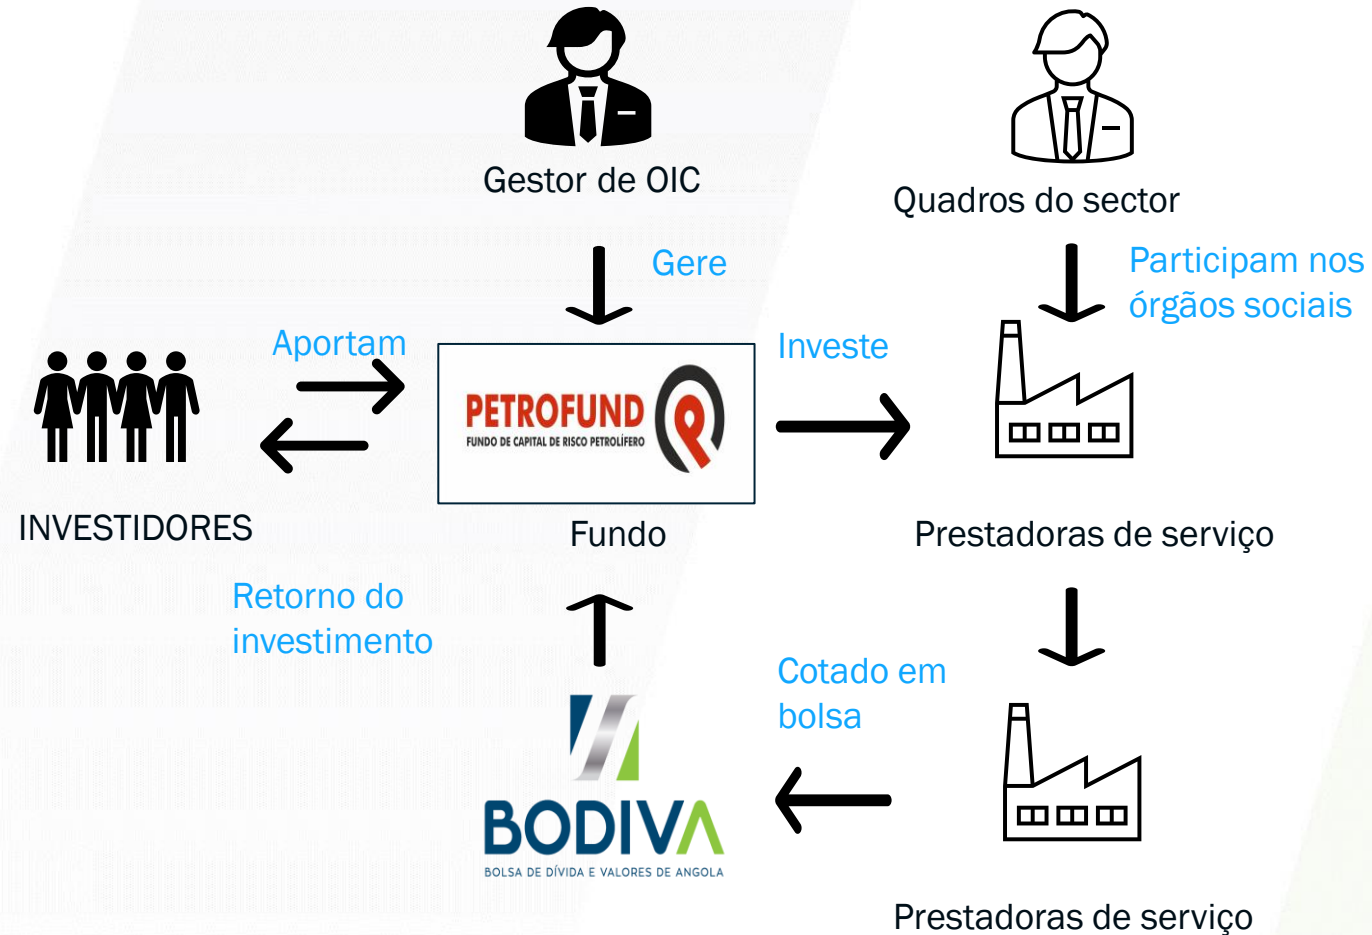 Gestor de OIC
Quadros do sector
Gere
Participam nos
órgãos sociais
Aportam
Investe
PETROFUND
FUNDO DE CAPITAL DE RISCO PETROLÍFERO
INVESTIDORES
Fundo
Prestadoras de serviço
Retorno do
investimento
Cotado em
bolsa
BODIVA
BOLSA DE DÍVIDA E VALORES DE ANGOLA
Prestadoras de serviço